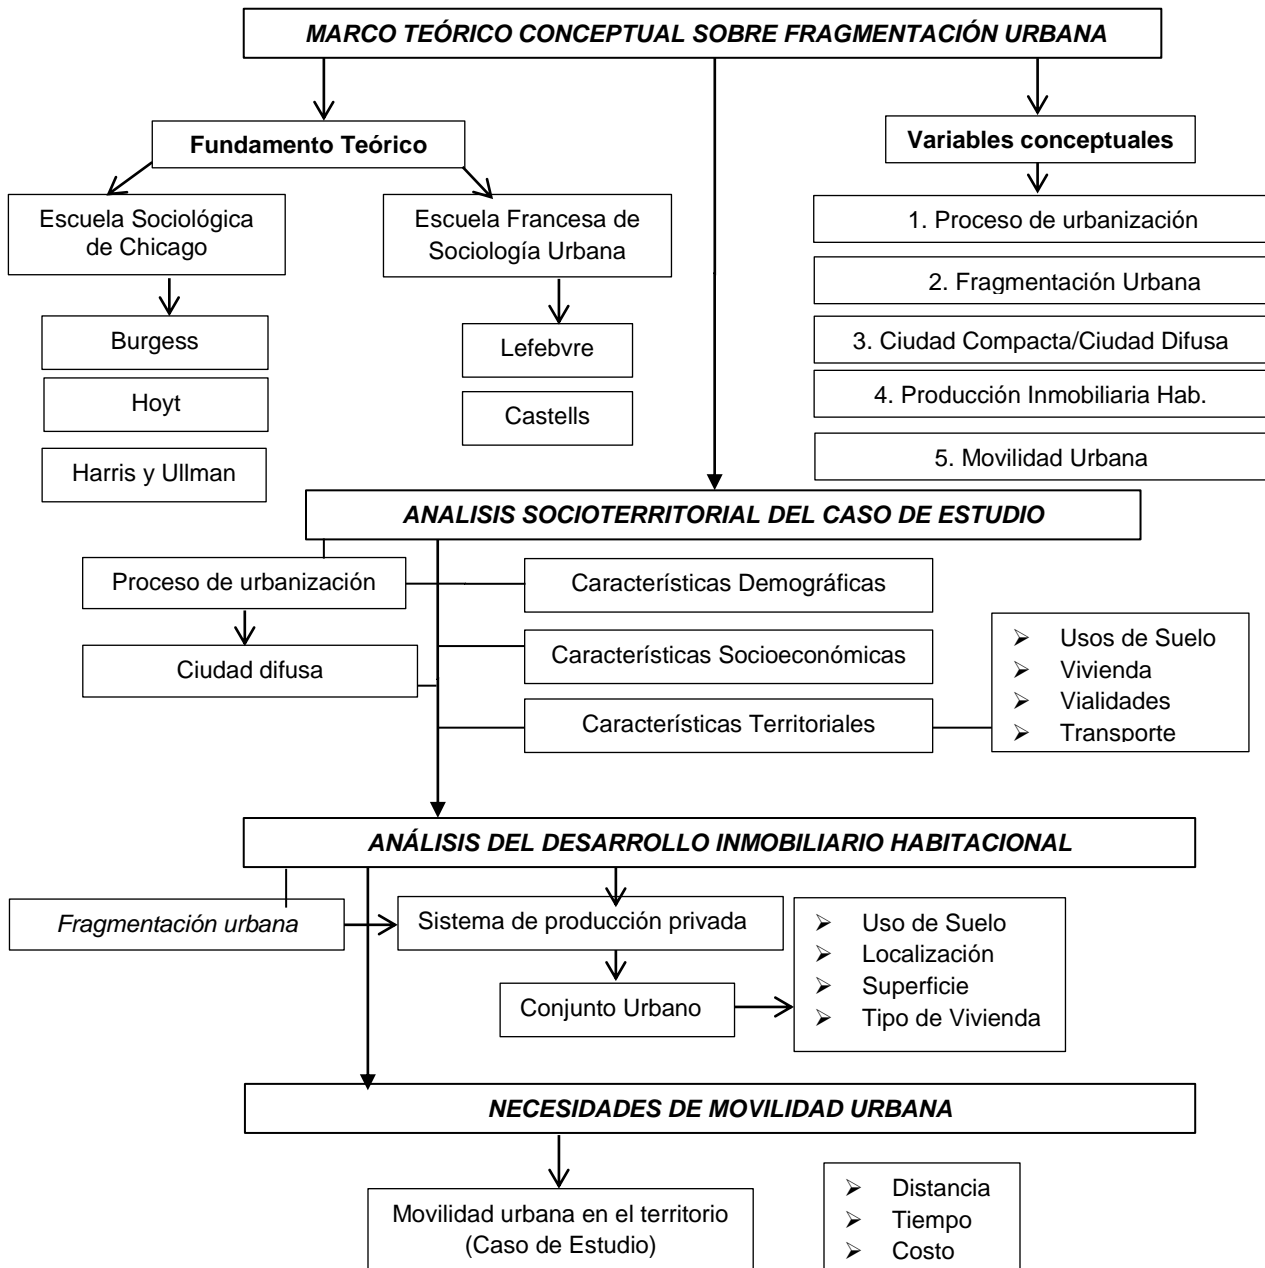 MARCO TEÓRICO CONCEPTUAL SOBRE FRAGMENTACIÓN URBANA
Fundamento Teórico
Variables conceptuales
Escuela Sociológica
de Chicago
Escuela Francesa de
Sociología Urbana
Burgess
Hoyt
Harris y Ullman
Lefebvre
Castells
1. Proceso de urbanización
2. Fragmentación Urbana
3. Ciudad Compacta/Ciudad Difusa
4. Producción Inmobiliaria Hab.
5. Movilidad Urbana
ANALISIS SOCIOTERRITORIAL DEL CASO DE ESTUDIO
Proceso de urbanización
Ciudad difusa
Característícas Demográficas
Característícas Socioeconómicas
Característícas Territoriales
➢ Usos de Suelo
➢ Vivienda
➢ Vialidades
➢ Transporte
ANÁLISIS DEL DESARROLLO INMOBILIARIO HABITACIONAL
Fragmentación urbana
Sistema de producción privada
Conjunto Urbano
➢ Uso de Suelo
➢ Localización
➢ Superficie
➢ Tipo de Vivienda
NECESIDADES DE MOVILIDAD URBANA
Movilidad urbana en el territorio
(Caso de Estudio)
➢ Distancia
➢ Tiempo
➢ Costo